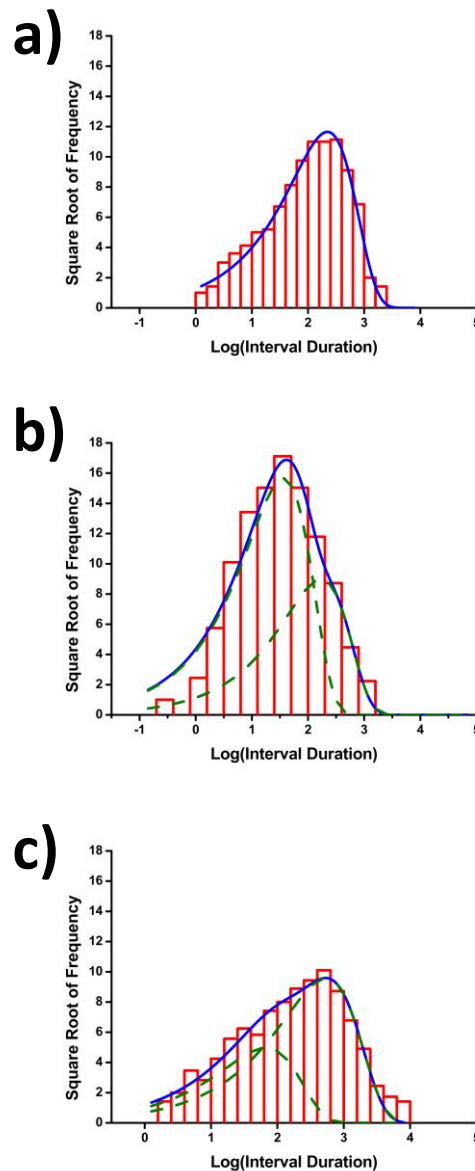 a)
18
16
14
12
10
8
6
4
2
0
Square Root of Frequency
-1 0 1 2 3 4 5
Log(Interval Duration)
b)
18
16
14
12
10
8
6
4
2
0
Square Root of Frequency
-1 0 1 2 3 4 5
Log(Interval Duration)
c)
18
16
14
12
10
8
6
4
2
0
Square Root of Frequency
0 1 2 3 4
Log(Interval Duration)